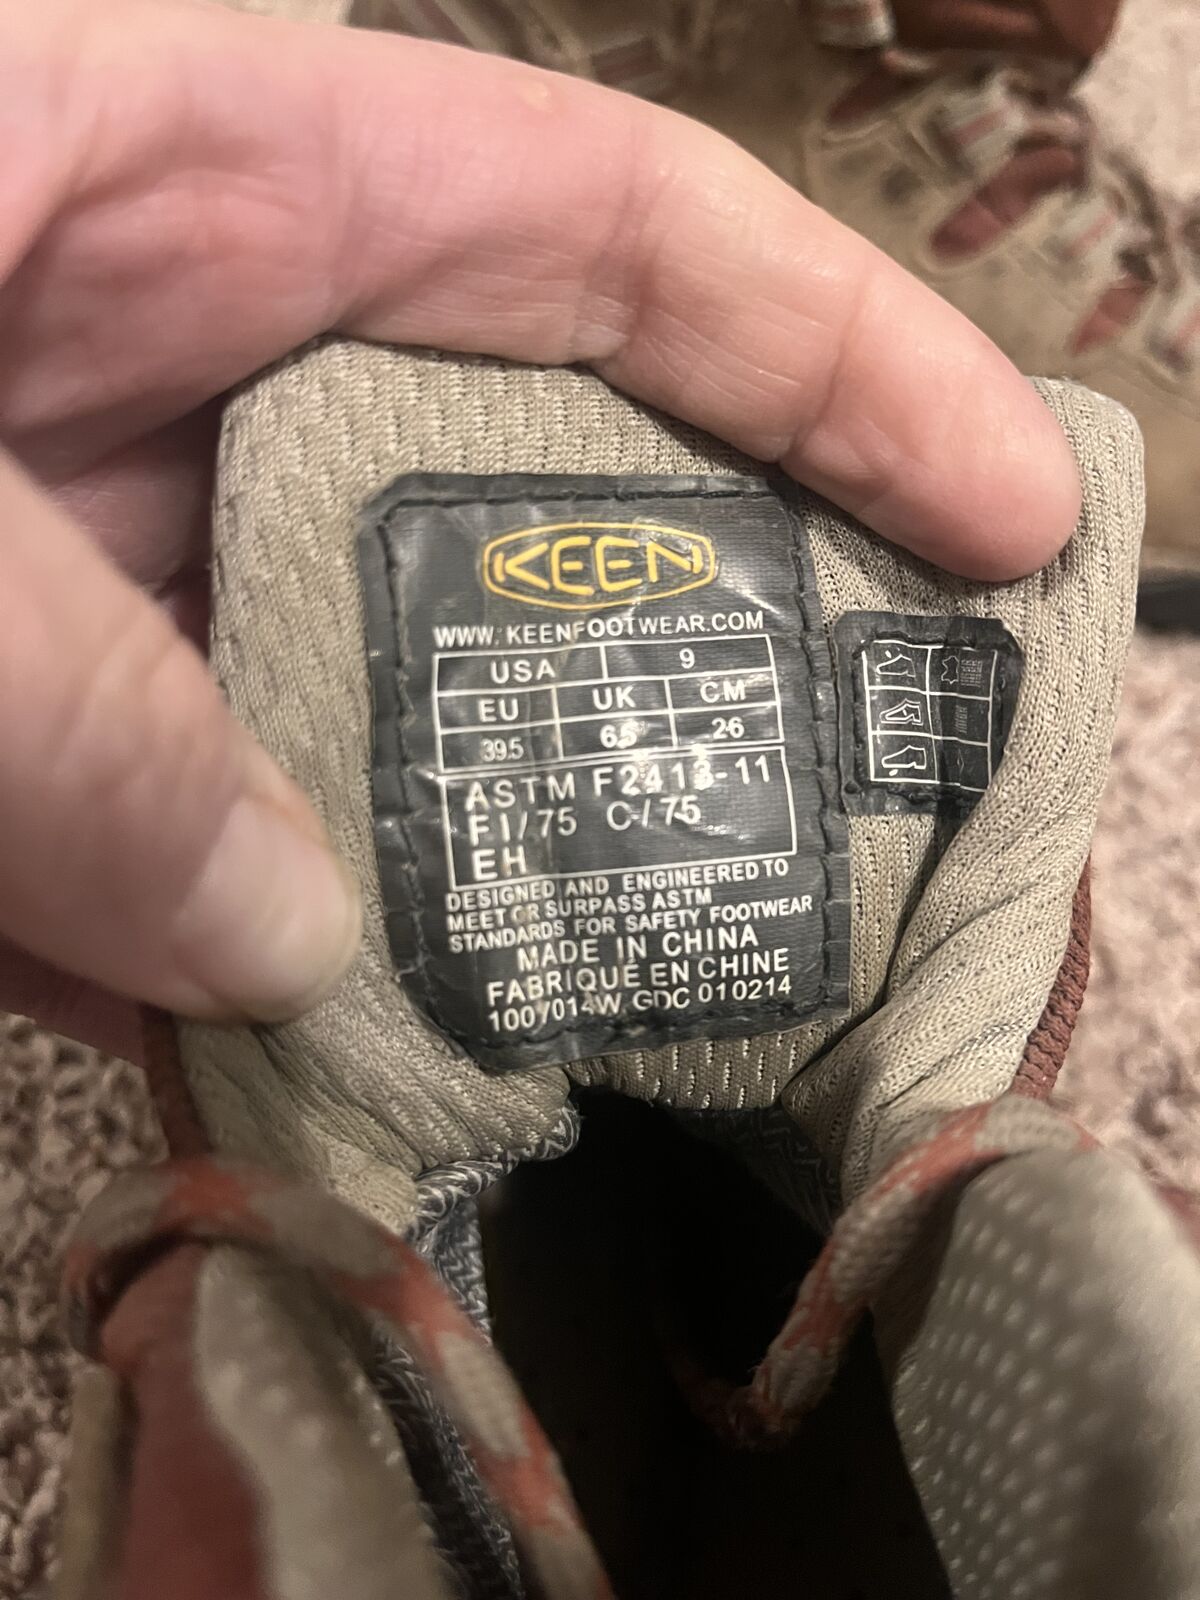 KEEN
WWW.KEENFOOTWEAR.COM
USA 9
EU UK CM
39.5 6.5 26
ASTM F2413-11
FI/75 C/75
EH
DESIGNED AND ENGINEERED TO
MEET OR SURPASS ASTM
STANDARDS FOR SAFETY FOOTWEAR
MADE IN CHINA
FABRIQUÉ EN CHINE
1007014W GDC 010214